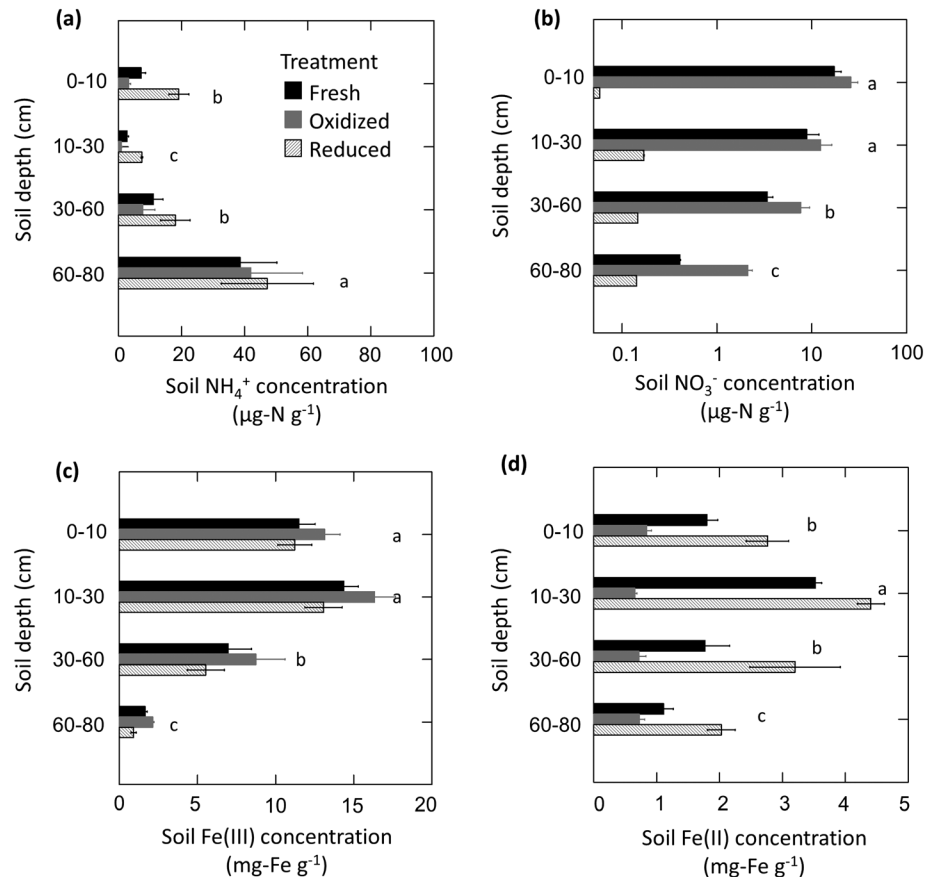 (a)
Soil depth (cm)
0-10
10-30
30-60
60-80
Treatment
Fresh
Oxidized
Reduced
b
c
b
a
0 20 40 60 80 100
Soil NH₄⁺ concentration
(µg-N g⁻¹)
(b)
Soil depth (cm)
0-10
10-30
30-60
60-80
a
a
b
c
0.1 1 10 100
Soil NO₃⁻ concentration
(µg-N g⁻¹)
(c)
Soil depth (cm)
0-10
10-30
30-60
60-80
a
a
b
c
0 5 10 15 20
Soil Fe(III) concentration
(mg-Fe g⁻¹)
(d)
Soil depth (cm)
0-10
10-30
30-60
60-80
b
a
b
c
0 1 2 3 4 5
Soil Fe(II) concentration
(mg-Fe g⁻¹)